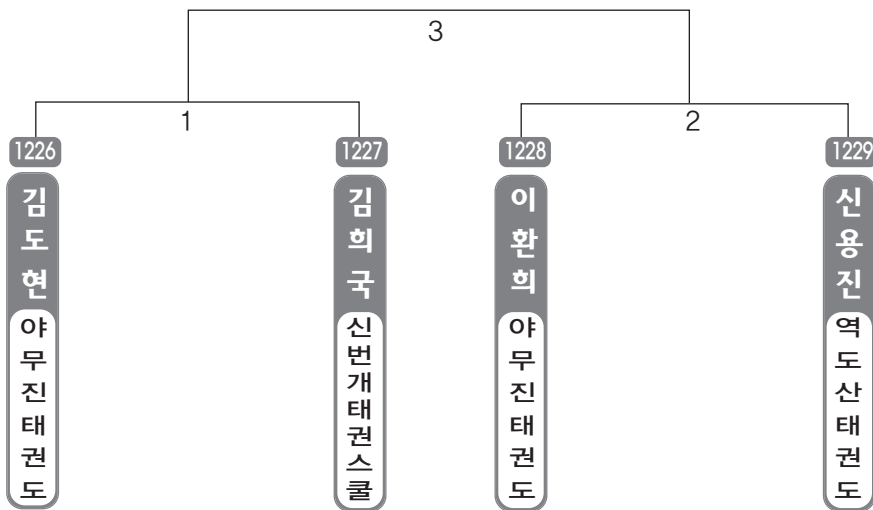 3
1
2
1226
1227
1228
1229
김도현
김희국
이환희
신용진
야무진태권도
신번개태권스쿨
야무진태권도
역도산태권도